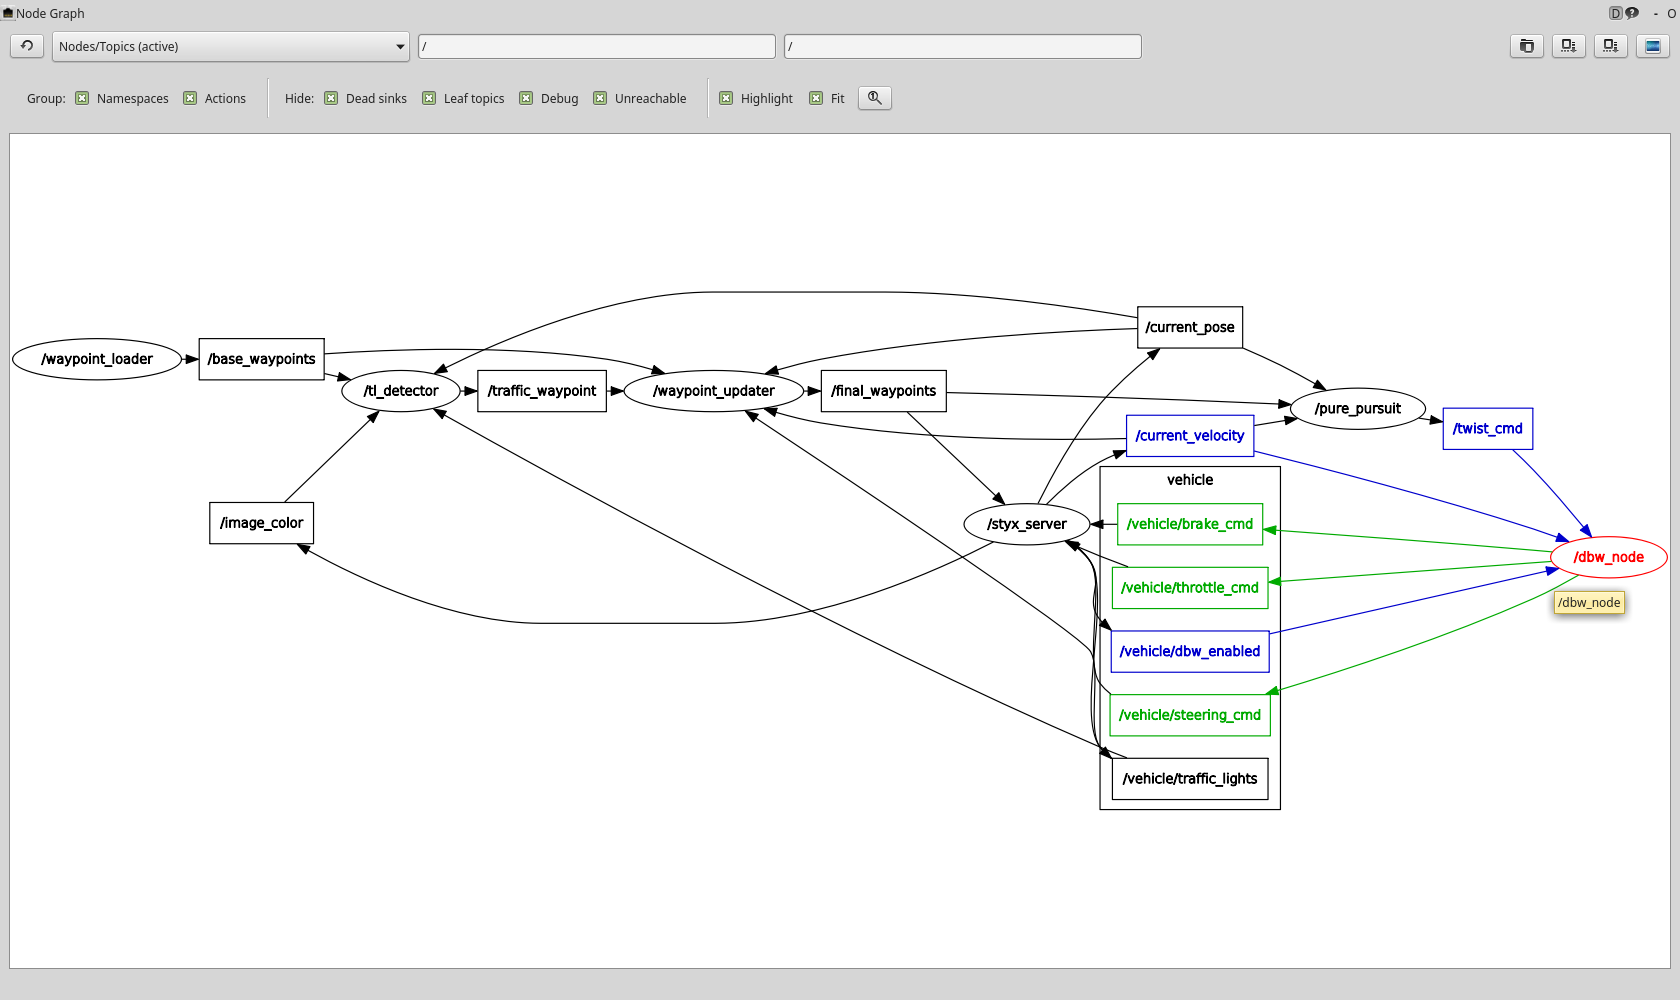 Node Graph
D ? - O
Nodes/Topics (active)
/
/
Group: Namespaces Actions Hide: Dead sinks Leaf topics Debug Unreachable Highlight Fit 1
/current_pose
/waypoint_loader
/base_waypoints
/tl_detector
/traffic_waypoint
/waypoint_updater
/final_waypoints
/pure_pursuit
/current_velocity
/twist_cmd
vehicle
/image_color
/styx_server
/vehicle/brake_cmd
/dbw_node
/vehicle/throttle_cmd
/dbw_node
/vehicle/dbw_enabled
/vehicle/steering_cmd
/vehicle/traffic_lights